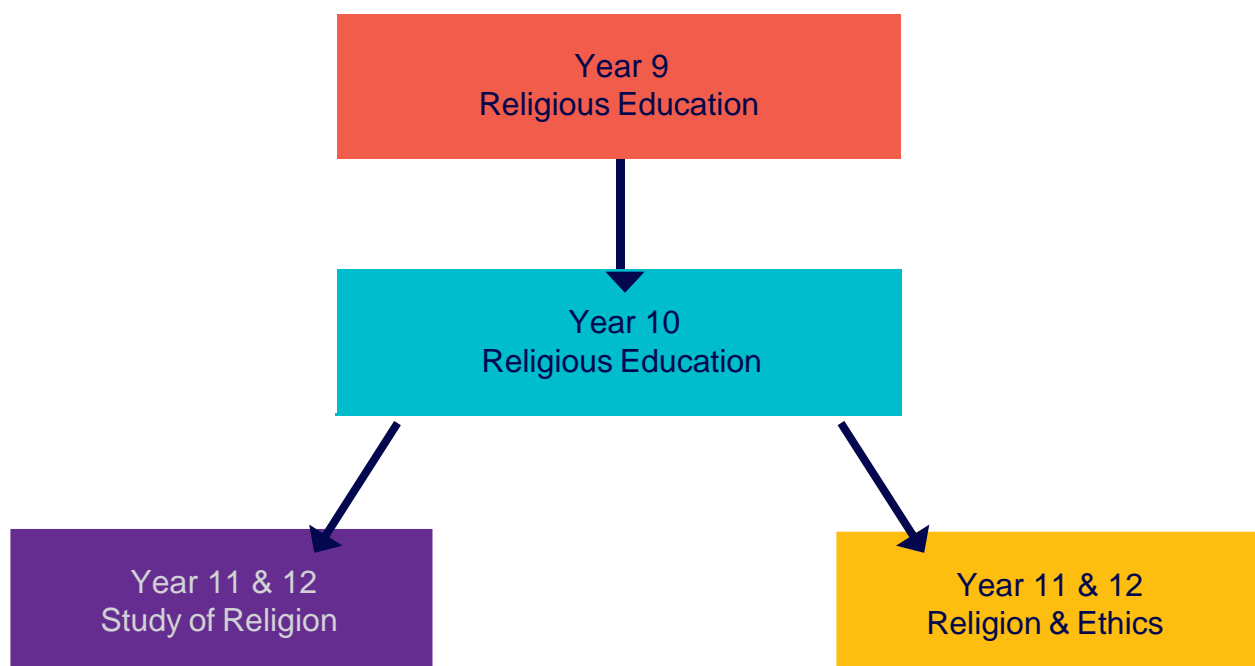 Year 9
Religious Education
Year 10
Religious Education
Year 11 & 12
Study of Religion
Year 11 & 12
Religion & Ethics